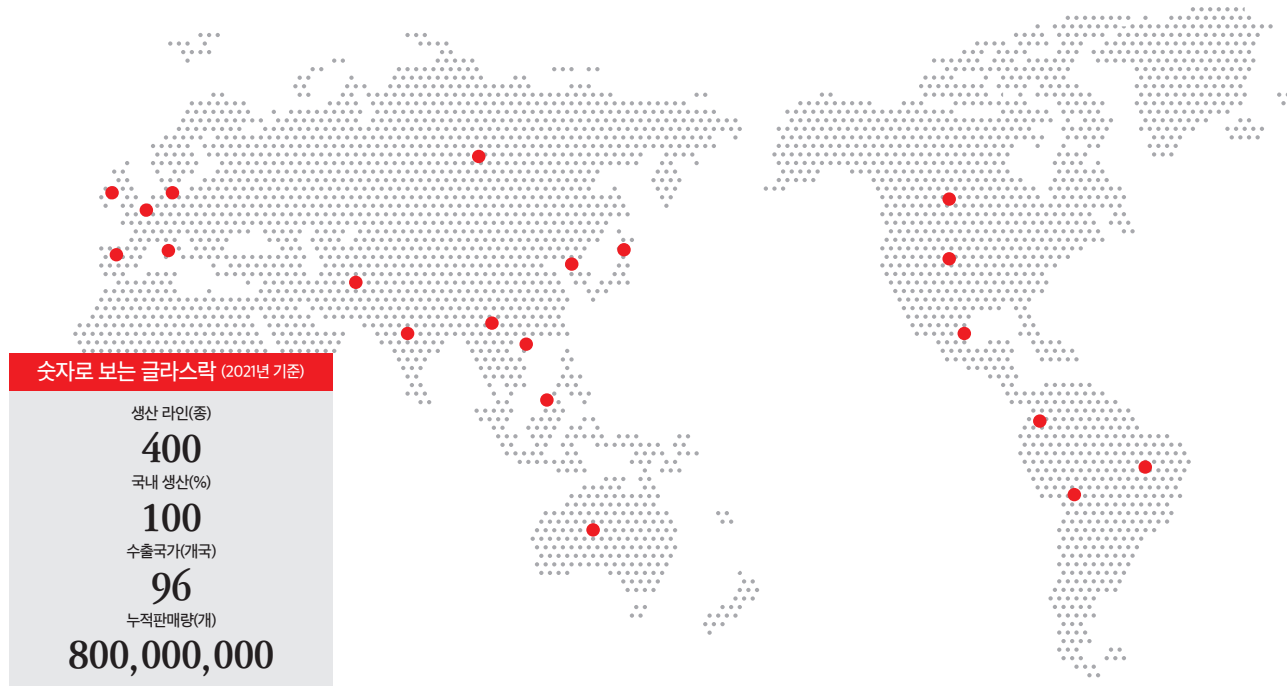 숫자로 보는 글라스락 (2021년 기준)
생산 라인(종)
400
국내 생산(%)
100
수출국가(개국)
96
누적판매량(개)
800,000,000